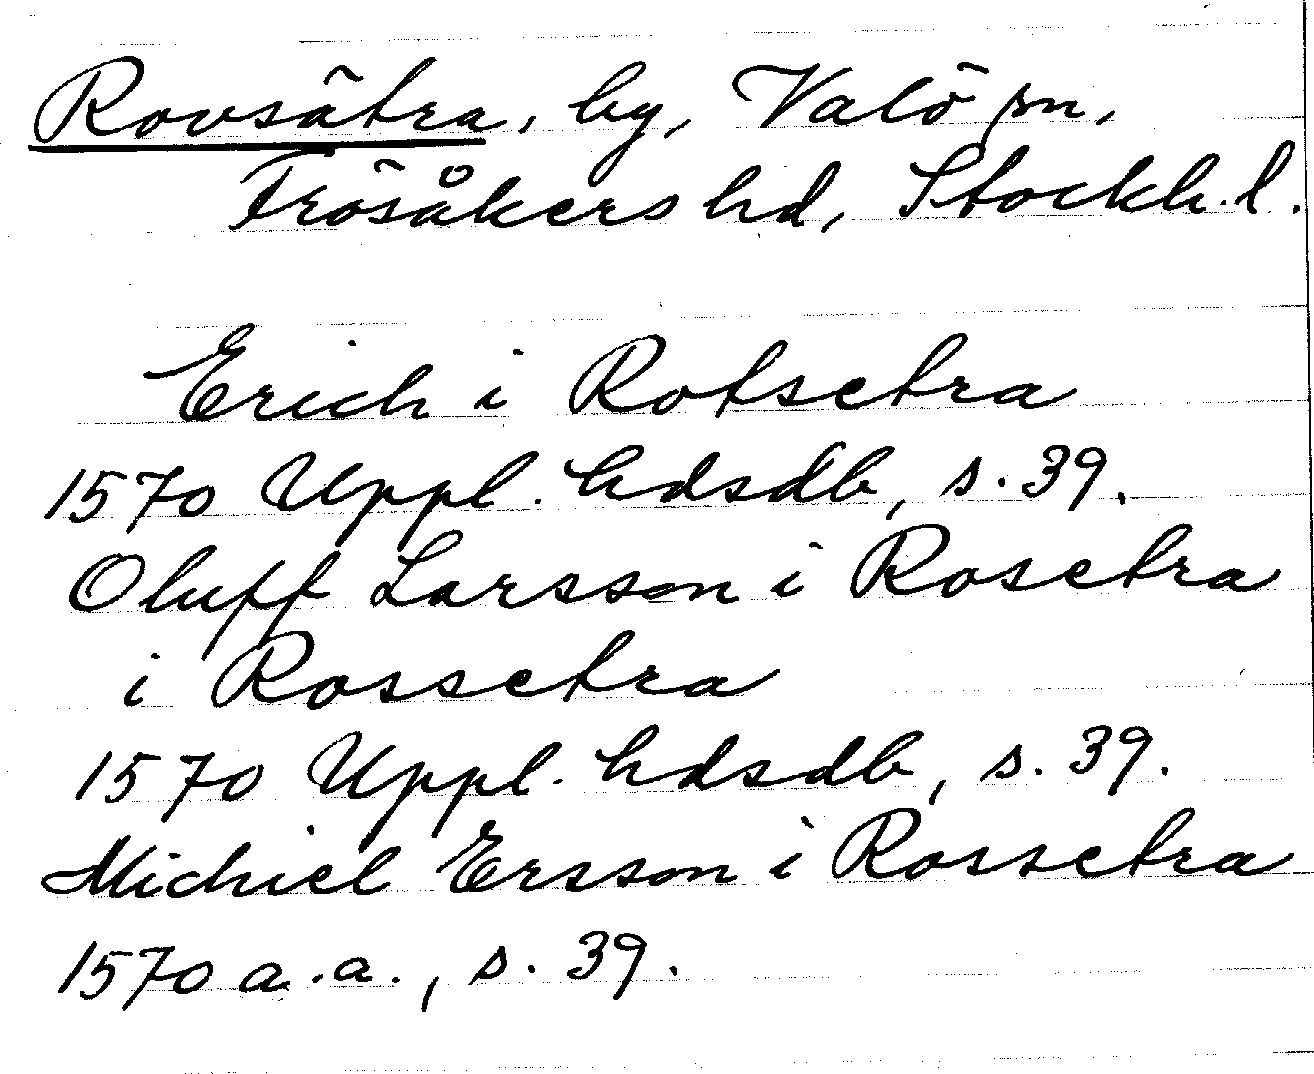 Rovsätra, by, Valö sn,
Frösåkers hd, Stockh. l.
Erich i Rotsetra
1570 Uppl. hdsdb, s. 39.
Oluff Larsson i Rosetra
i Rossetra
1570 Uppl. hdsdb, s. 39.
Michiel Ersson i Rossetra
1570 a.a., s. 39.